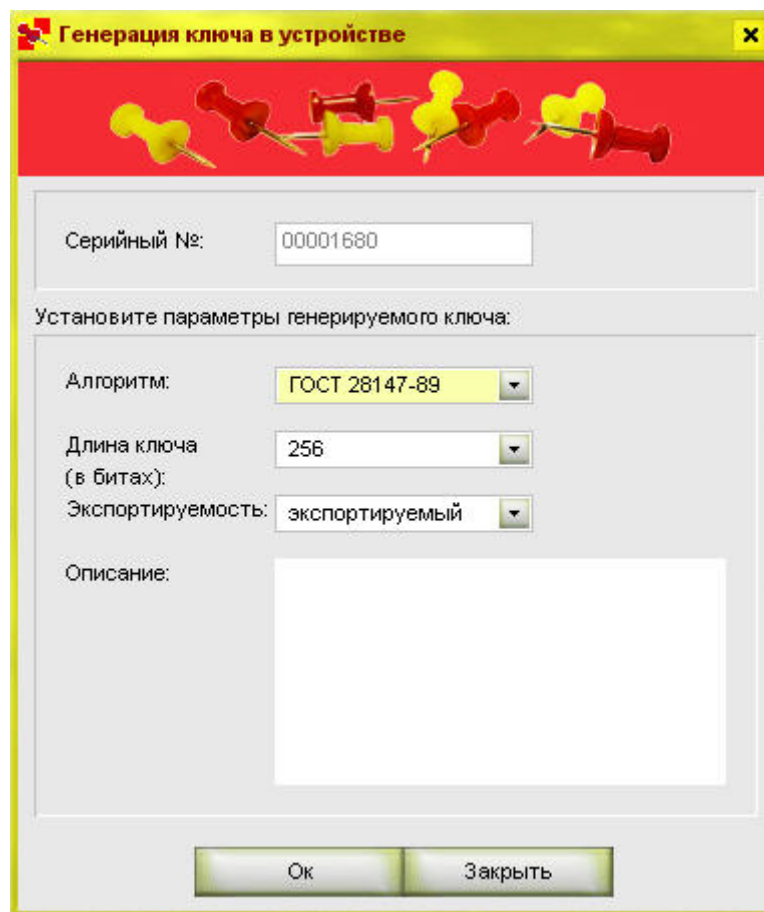 Генерация ключа в устройстве
Серийный №: 00001680
Установите параметры генерируемого ключа:
Алгоритм: ГОСТ 28147-89
Длина ключа 256
(в битах):
Экспортируемость: экспортируемый
Описание:
Ок Закрыть